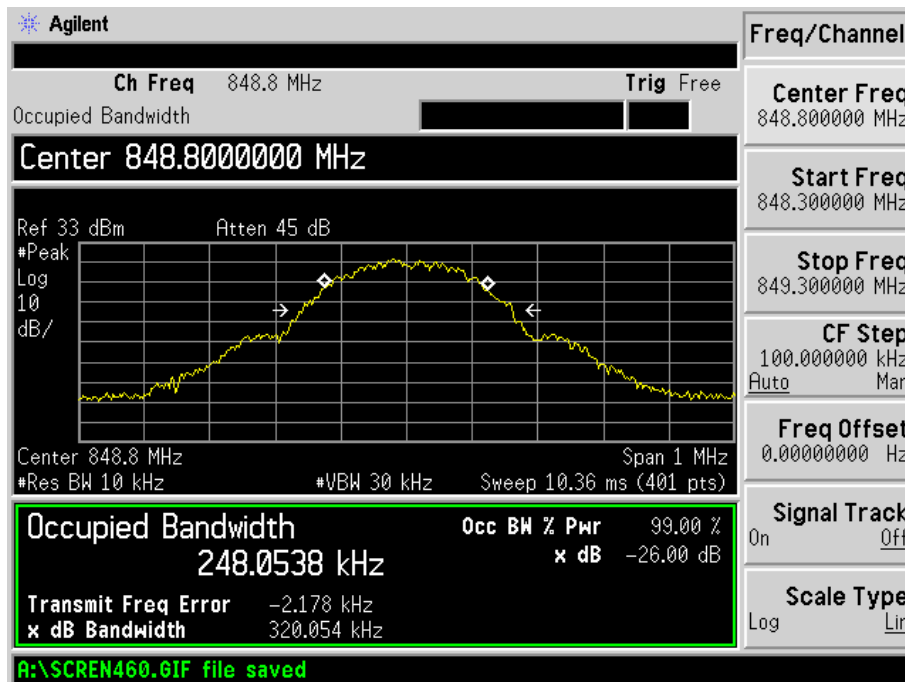 Agilent
Freq/Channel
Ch Freq 848.8 MHz Trig Free
Occupied Bandwidth
Center 848.8000000 MHz
Ref 33 dBm Atten 45 dB
#Peak
Log
10
dB/
Center 848.8 MHz Span 1 MHz
#Res BW 10 kHz #VBW 30 kHz Sweep 10.36 ms (401 pts)
Occupied Bandwidth
248.0538 kHz
Occ BW % Pwr 99.00 %
x dB -26.00 dB
Transmit Freq Error -2.178 kHz
x dB Bandwidth 320.054 kHz
A:\SCREN460.GIF file saved
Center Freq
848.800000 MHz
Start Freq
848.300000 MHz
Stop Freq
849.300000 MHz
CF Step
100.000000 kHz
Auto Man
Freq Offset
0.00000000 Hz
Signal Track
On Off
Scale Type
Log Lin